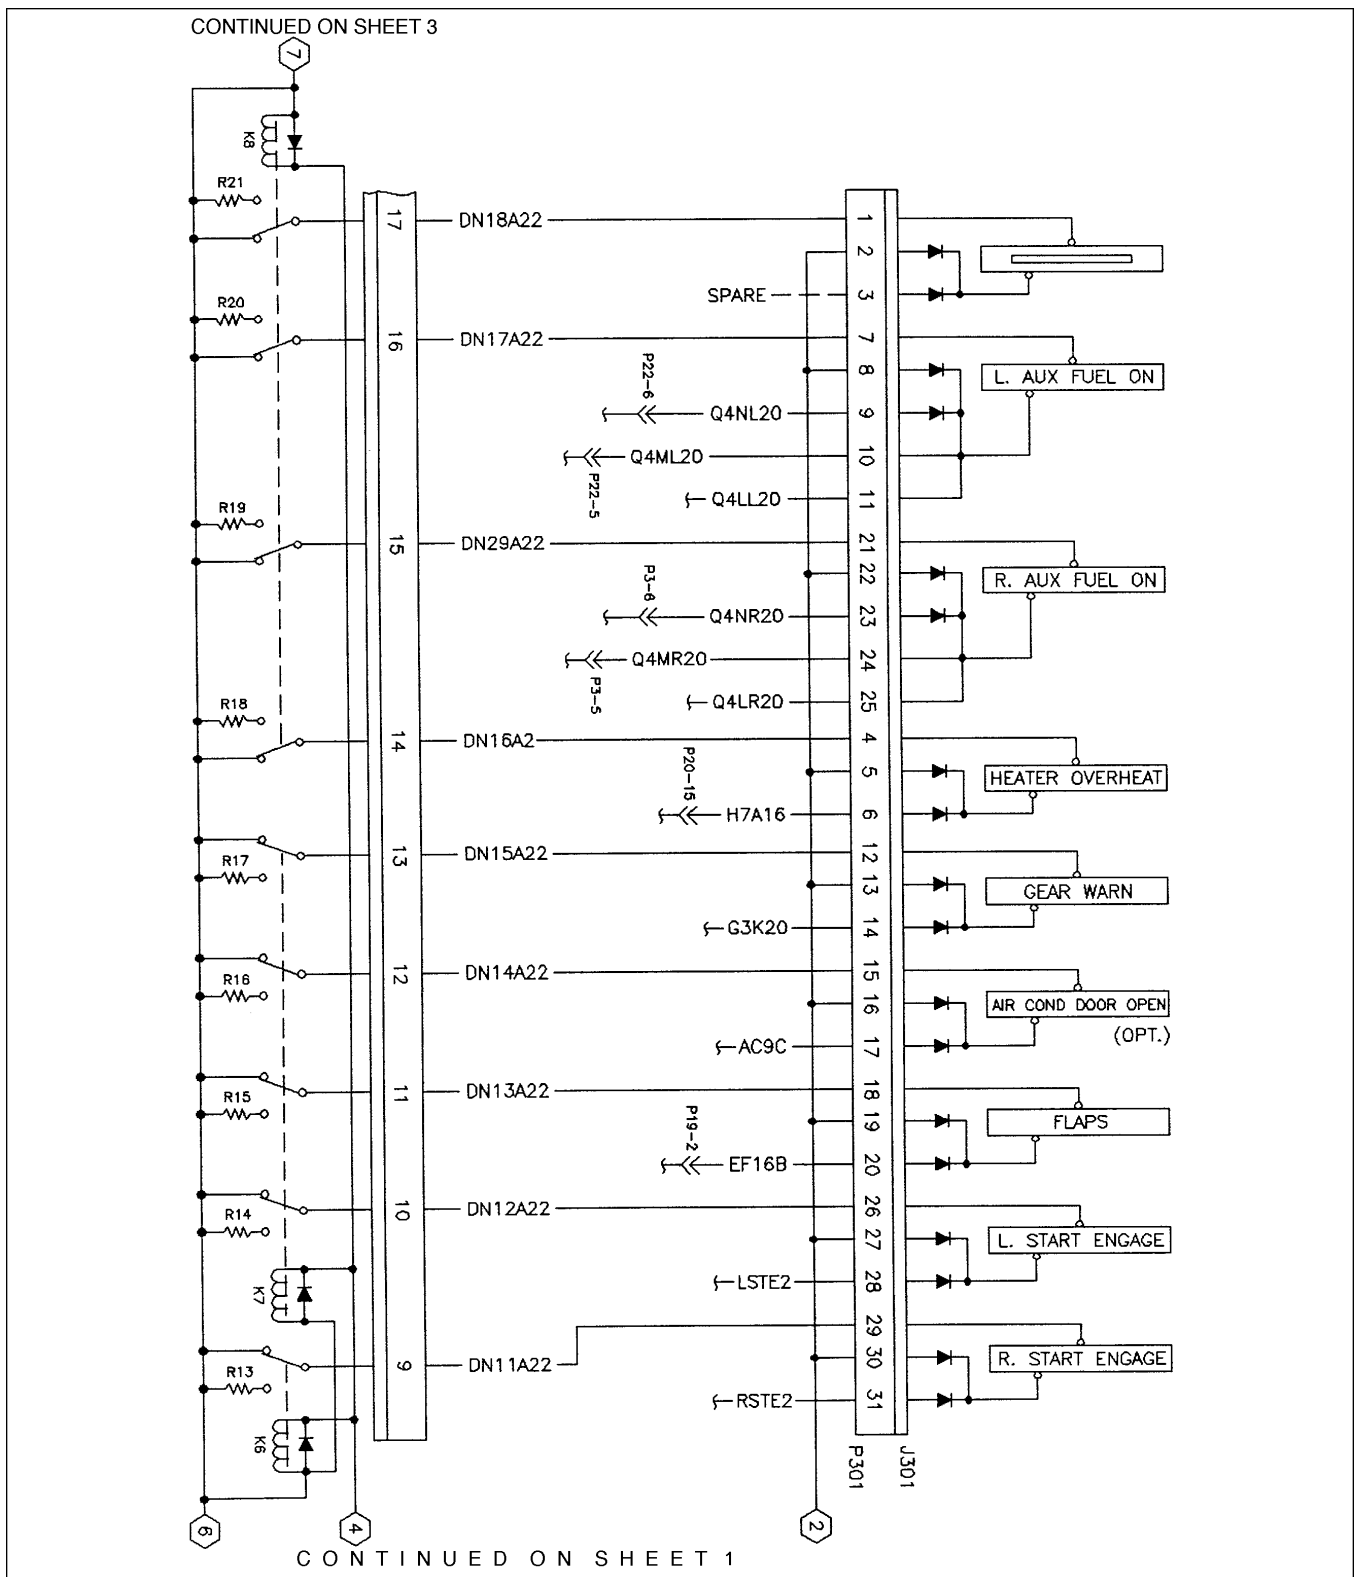 CONTINUED ON SHEET 3
7
K8
R21
17 DN18A22 1
2
SPARE 3
R20
16 DN17A22 7
P22-6
8
L. AUX FUEL ON
Q4NL20 9
Q4ML20 10
P22-5
Q4LL20 11
R19
15 DN29A22 21
P3-6
22
R. AUX FUEL ON
Q4NR20 23
Q4MR20 24
P3-5
Q4LR20 25
R18
14 DN16A2 4
P20-15
5
HEATER OVERHEAT
H7A16 6
13 DN15A22 12
R17
13
GEAR WARN
G3K20 14
12 DN14A22 15
R16
16
AIR COND DOOR OPEN
(OPT.)
AC9C 17
11 DN13A22 18
R15
P19-2
19
FLAPS
EF16B 20
10 DN12A22 26
R14
27
L. START ENGAGE
K7
LSTE2 28
29
9 DN11A22 30
R. START ENGAGE
R13
RSTE2 31
K6
P301 J301
6 4 2
CONTINUED ON SHEET 1